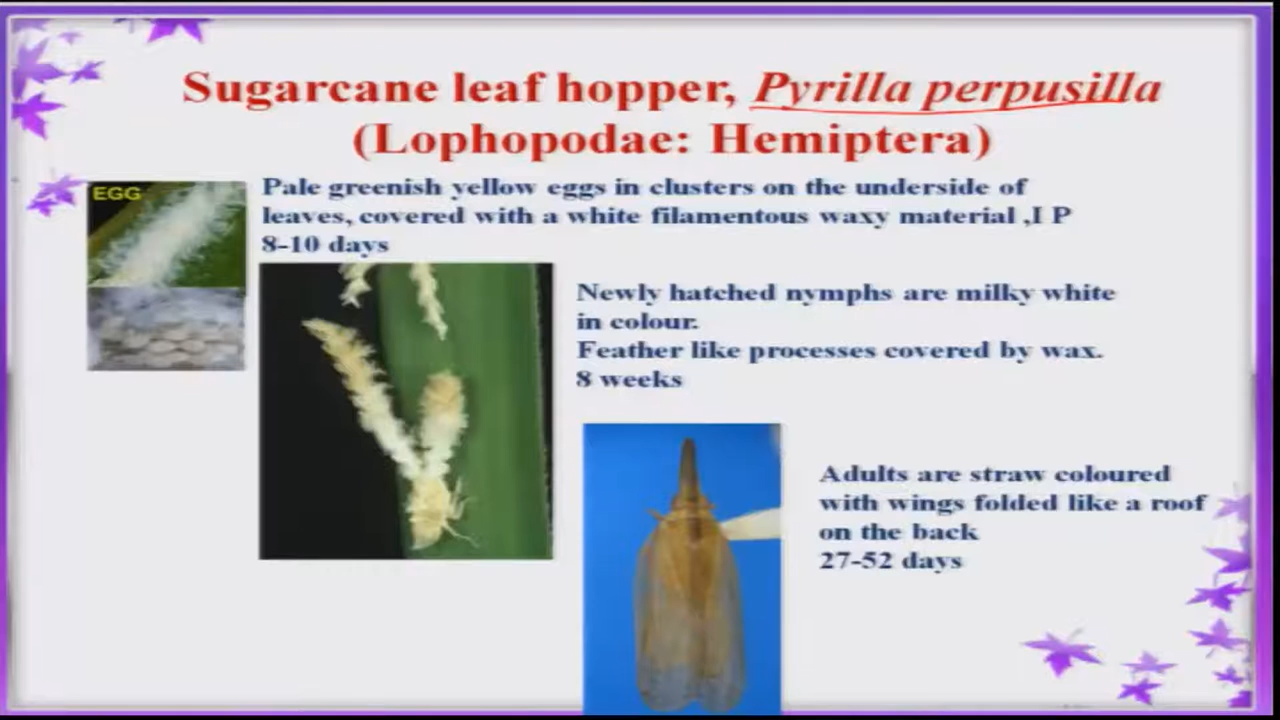 Sugarcane leaf hopper, Pyrilla perpusilla
(Lophopodae: Hemiptera)
EGG
Pale greenish yellow eggs in clusters on the underside of
leaves, covered with a white filamentous waxy material ,I P
8-10 days
Newly hatched nymphs are milky white
in colour.
Feather like processes covered by wax.
8 weeks
Adults are straw coloured
with wings folded like a roof
on the back
27-52 days